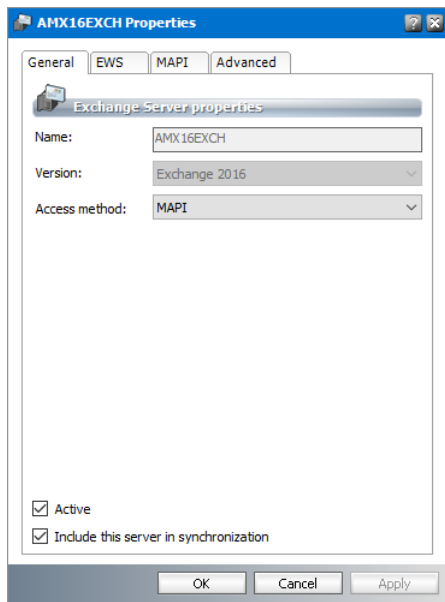 AMX16EXCH Properties
?
General EWS MAPI Advanced
Exchange Server properties
Name: AMX16EXCH
Version: Exchange 2016
Access method: MAPI
Active
Include this server in synchronization
OK Cancel Apply